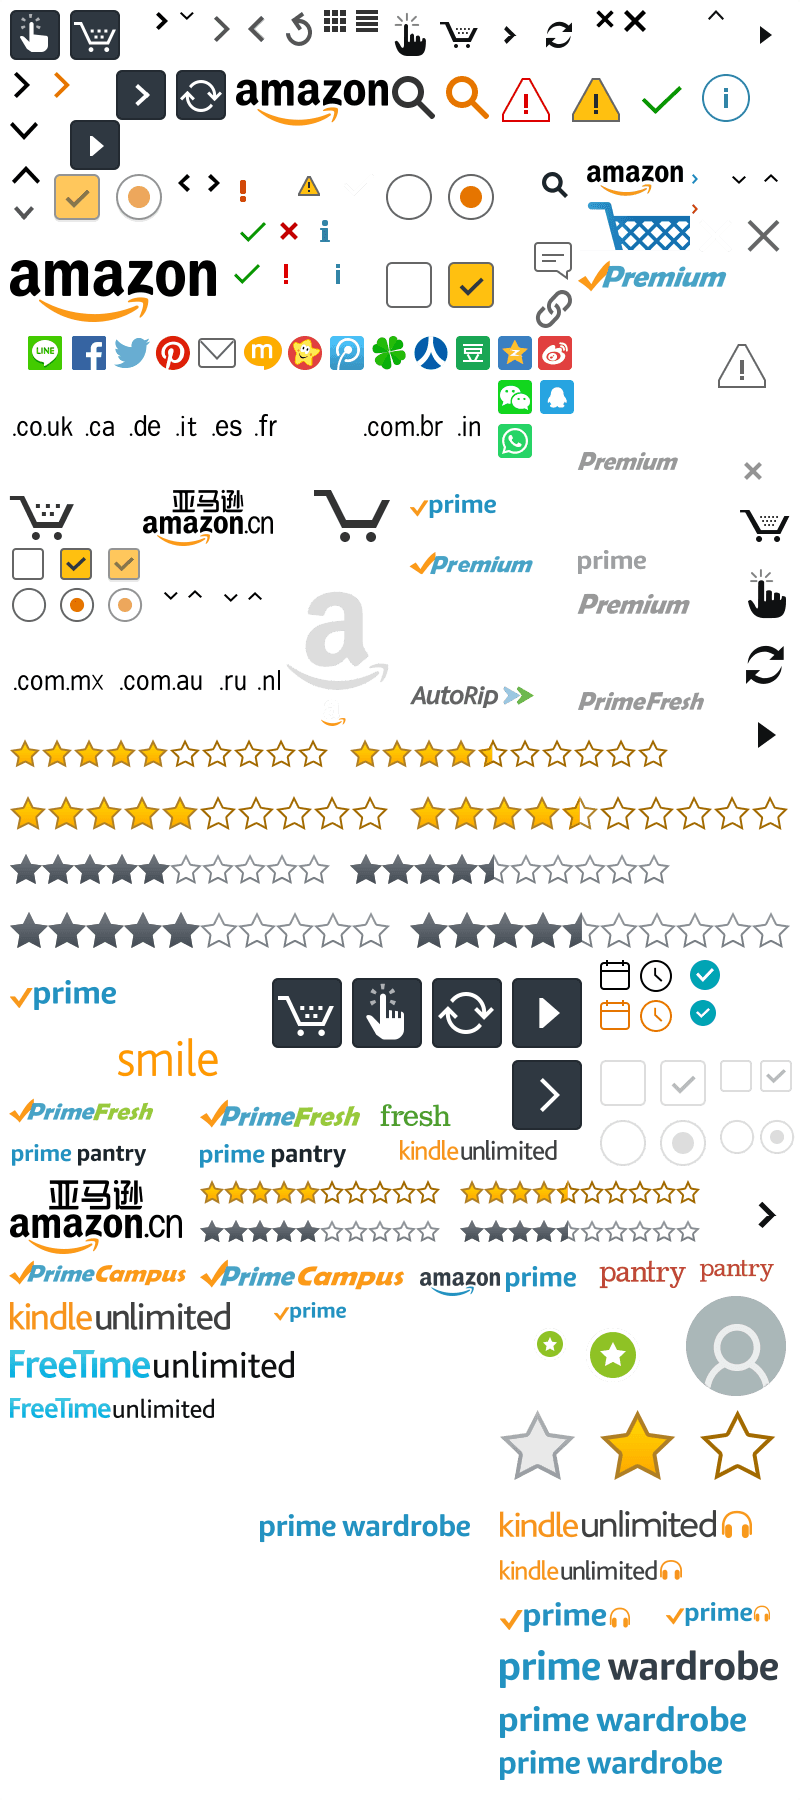 amazon
amazon
amazon
Premium
LINE
m
豆
.co.uk .ca .de .it .es .fr .com.br .in
Premium
亚马逊
amazon.cn
prime
Premium
prime
Premium
a
.com.mx .com.au .ru .nl
AutoRip
PrimeFresh
prime
smile
PrimeFresh
PrimeFresh
fresh
prime pantry
prime pantry
kindleunlimited
亚马逊
amazon.cn
PrimeCampus
PrimeCampus
amazon prime
pantry
pantry
kindleunlimited
prime
FreeTimeunlimited
FreeTimeunlimited
prime wardrobe
kindleunlimited
kindleunlimited
prime
prime
prime wardrobe
prime wardrobe
prime wardrobe